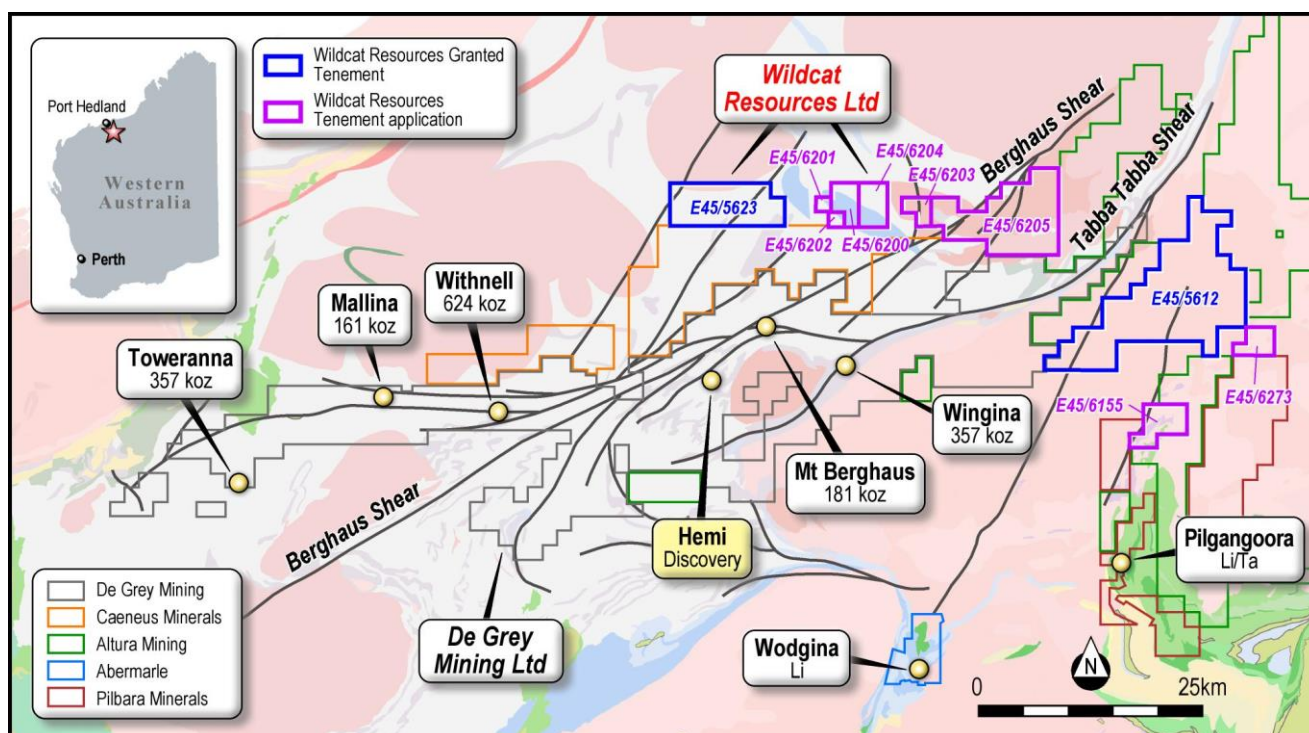 Port Hedland
Western
Australia
Perth
Wildcat Resources Granted
Tenement
Wildcat Resources
Tenement application
Wildcat
Resources Ltd
Berghaus Shear
Tabba Tabba Shear
E45/6201
E45/6204
E45/6203
E45/5623
E45/6202
E45/6200
E45/6205
E45/5612
E45/6273
E45/6155
Withnell
624 koz
Mallina
161 koz
Toweranna
357 koz
Wingina
357 koz
Mt Berghaus
181 koz
Hemi
Discovery
Berghaus Shear
Pilgangoora
Li/Ta
De Grey
Mining Ltd
Wodgina
Li
De Grey Mining
Caeneus Minerals
Altura Mining
Abermarle
Pilbara Minerals
N
0
25km